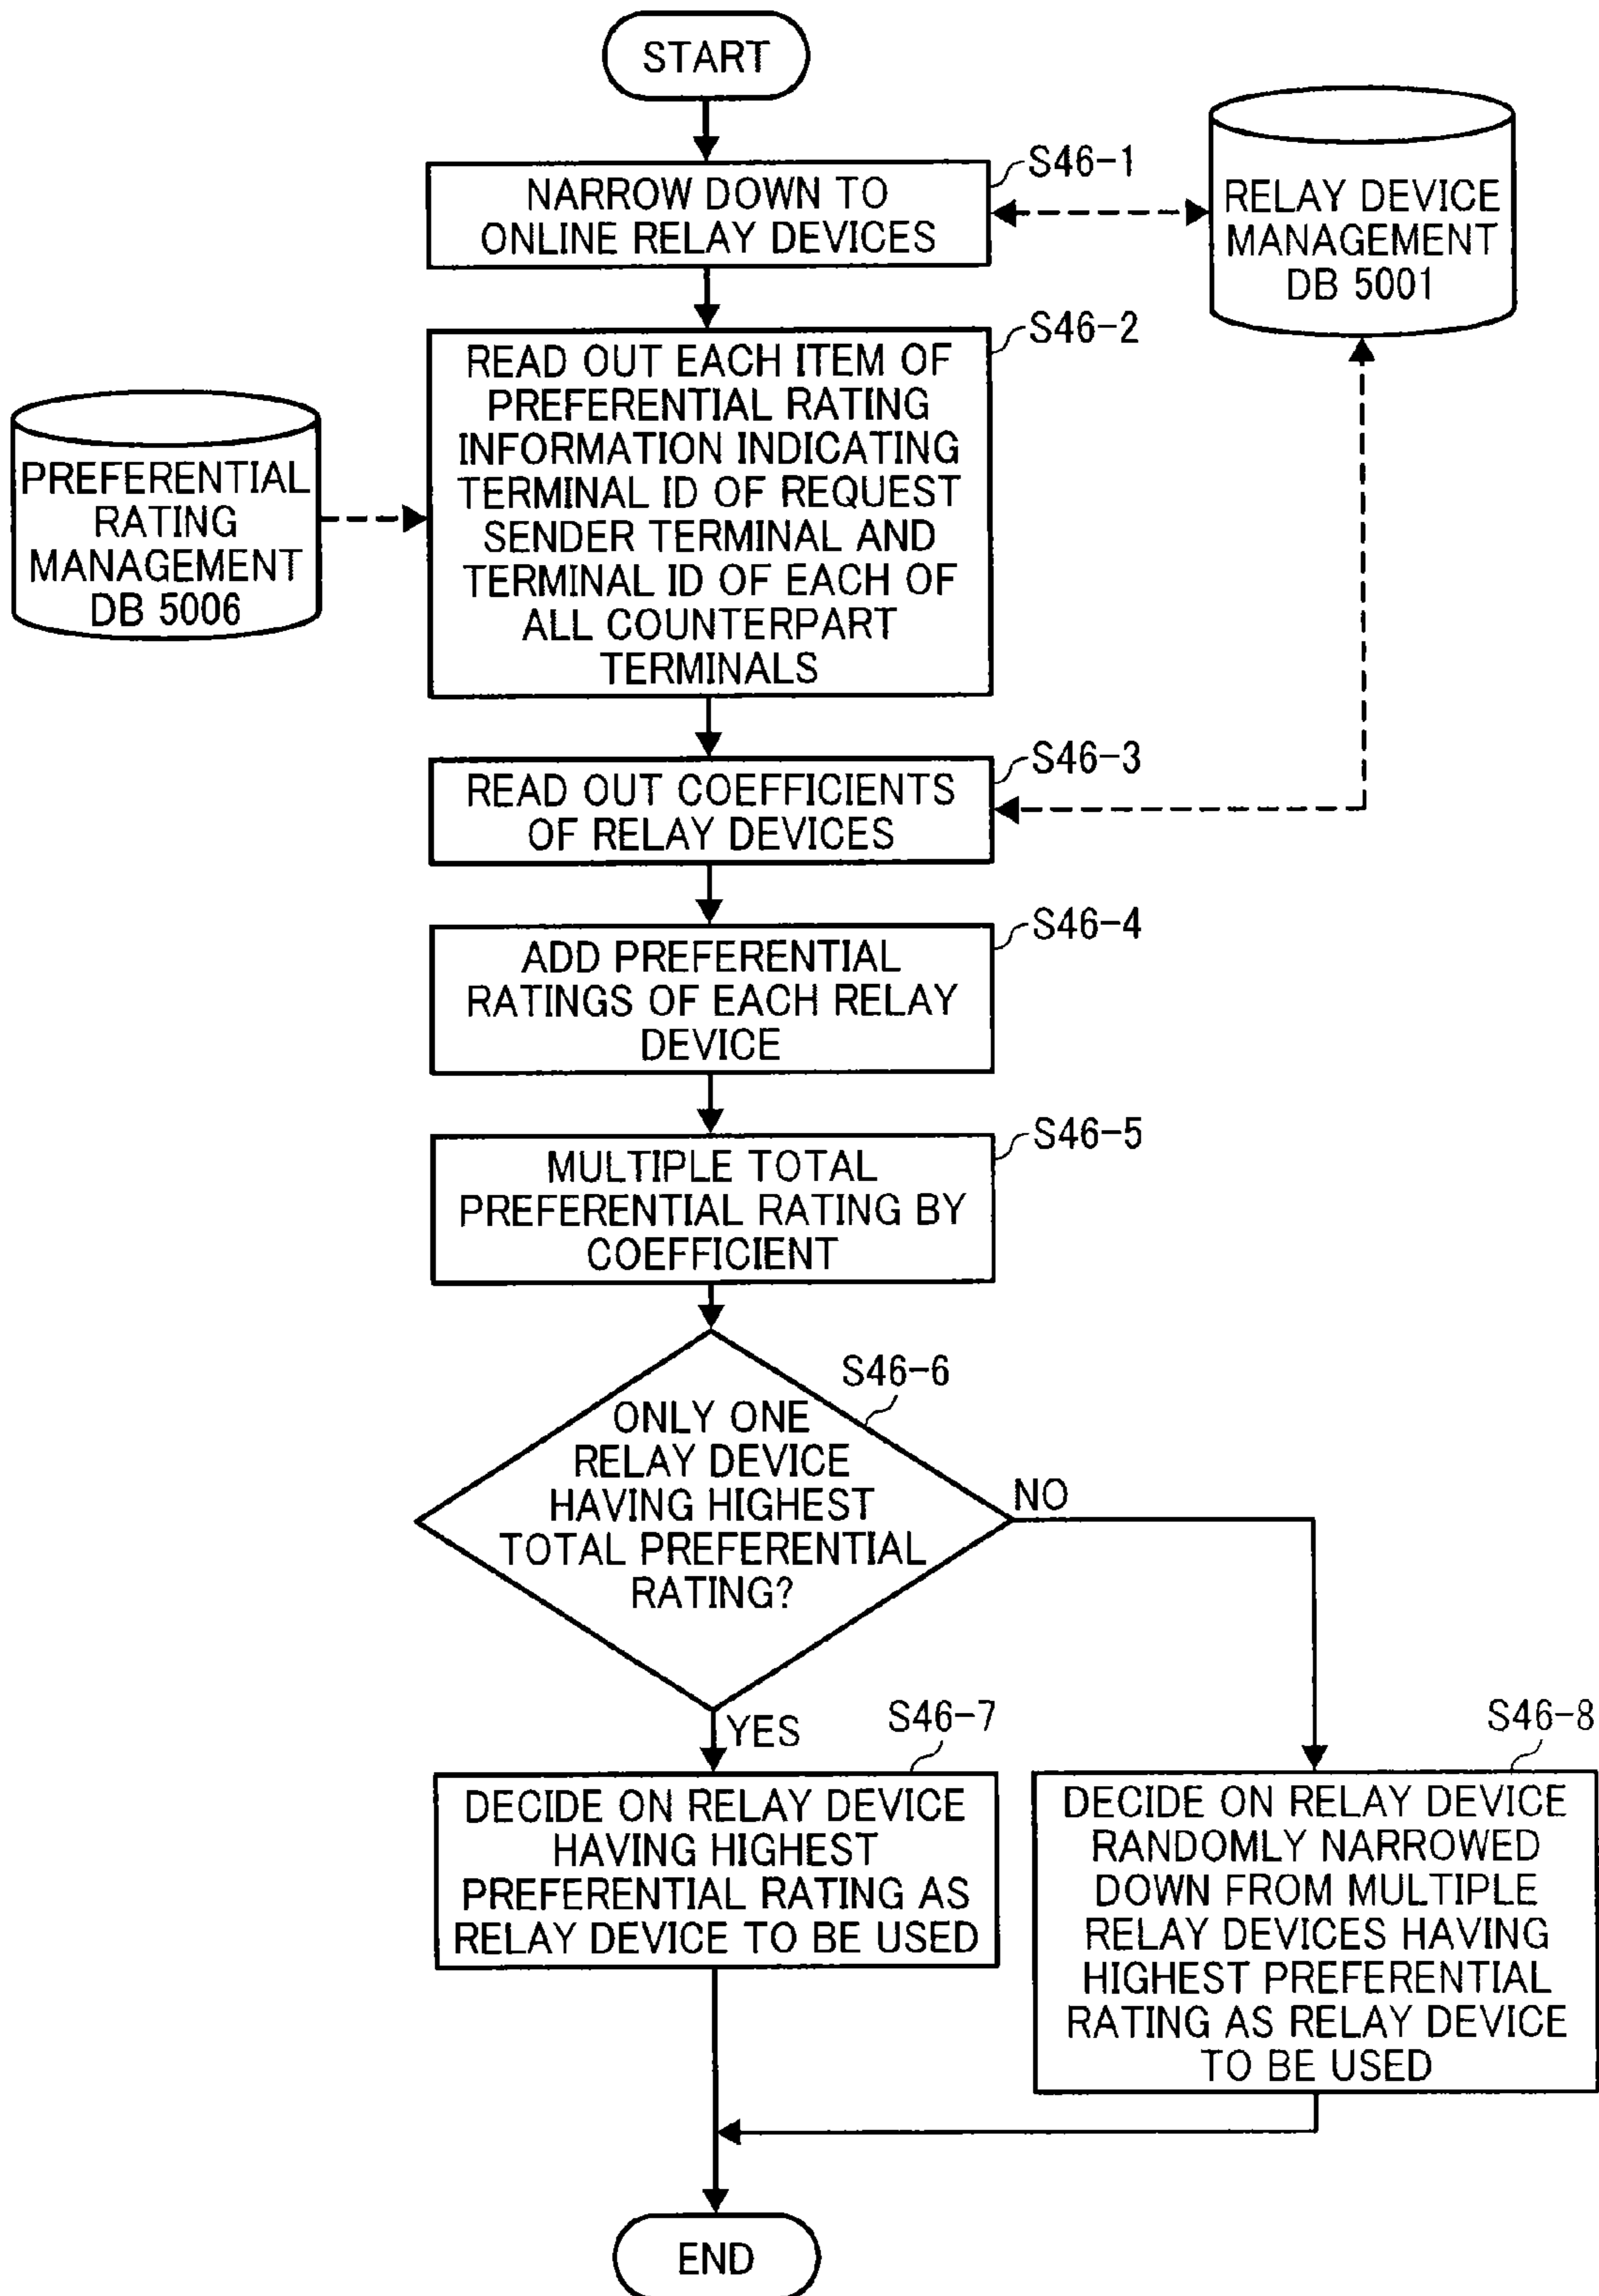 START
S46-1
NARROW DOWN TO
ONLINE RELAY DEVICES
RELAY DEVICE
MANAGEMENT
DB 5001
S46-2
READ OUT EACH ITEM OF
PREFERENTIAL RATING
INFORMATION INDICATING
TERMINAL ID OF REQUEST
SENDER TERMINAL AND
TERMINAL ID OF EACH OF
ALL COUNTERPART
TERMINALS
PREFERENTIAL
RATING
MANAGEMENT
DB 5006
S46-3
READ OUT COEFFICIENTS
OF RELAY DEVICES
S46-4
ADD PREFERENTIAL
RATINGS OF EACH RELAY
DEVICE
S46-5
MULTIPLE TOTAL
PREFERENTIAL RATING BY
COEFFICIENT
S46-6
ONLY ONE
RELAY DEVICE
HAVING HIGHEST
TOTAL PREFERENTIAL
RATING?
NO
YES
S46-7
DECIDE ON RELAY DEVICE
HAVING HIGHEST
PREFERENTIAL RATING AS
RELAY DEVICE TO BE USED
S46-8
DECIDE ON RELAY DEVICE
RANDOMLY NARROWED
DOWN FROM MULTIPLE
RELAY DEVICES HAVING
HIGHEST PREFERENTIAL
RATING AS RELAY DEVICE
TO BE USED
END